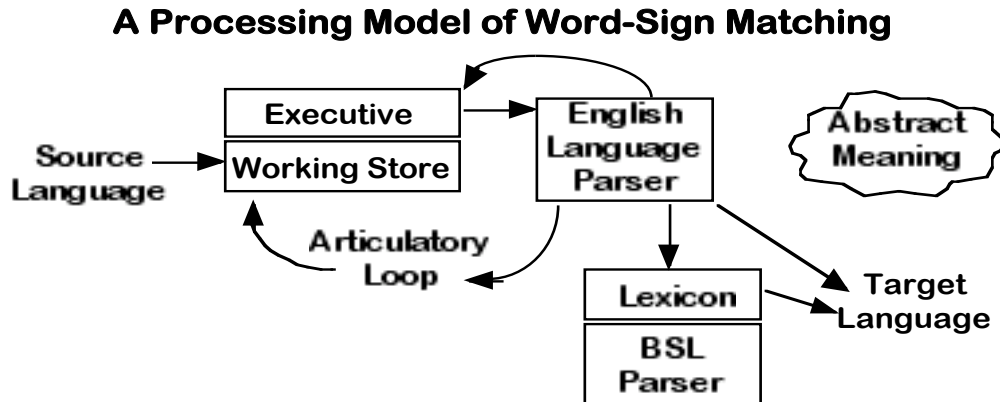 A Processing Model of Word-Sign Matching
Executive
Working Store
Source
Language
English
Language
Parser
Abstract
Meaning
Articulatory
Loop
Lexicon
BSL
Parser
Target
Language